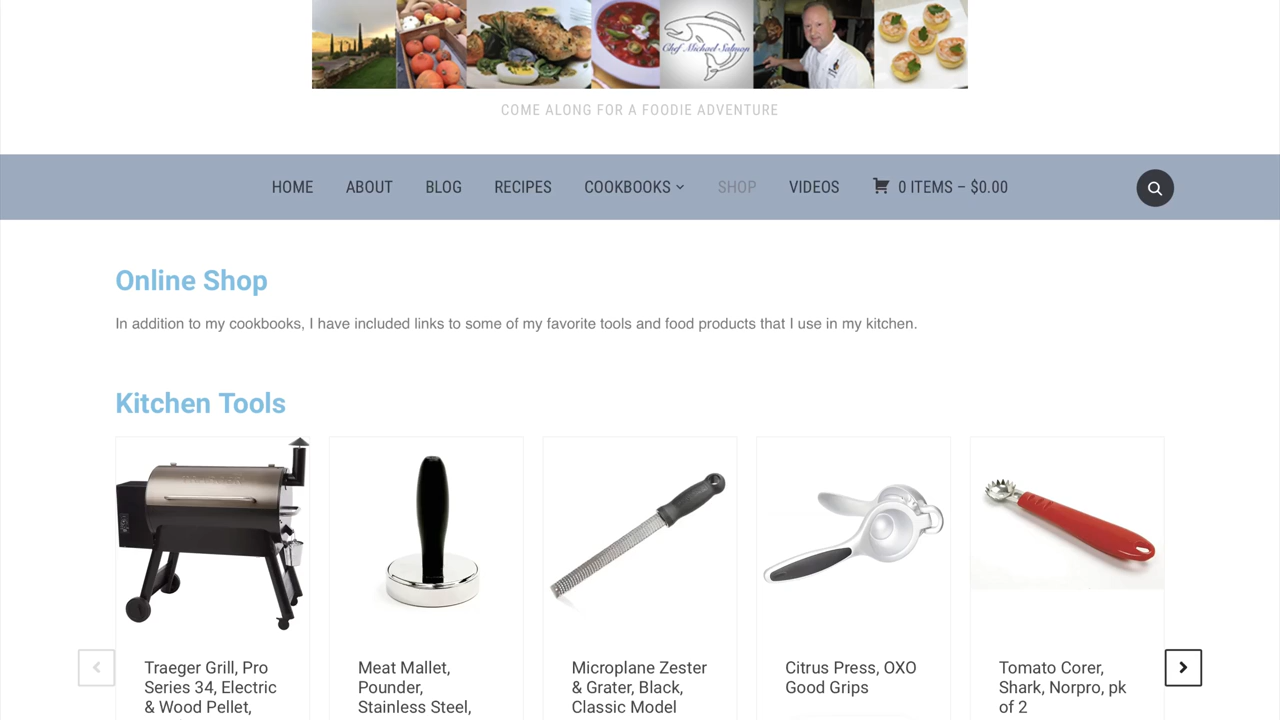 Chef Michael Salmon
COME ALONG FOR A FOODIE ADVENTURE
HOME ABOUT BLOG RECIPES COOKBOOKS SHOP VIDEOS 0 ITEMS – $0.00
Online Shop
In addition to my cookbooks, I have included links to some of my favorite tools and food products that I use in my kitchen.
Kitchen Tools
Traeger Grill, Pro
Series 34, Electric
& Wood Pellet,
Meat Mallet,
Pounder,
Stainless Steel,
Microplane Zester
& Grater, Black,
Classic Model
Citrus Press, OXO
Good Grips
Tomato Corer,
Shark, Norpro, pk
of 2